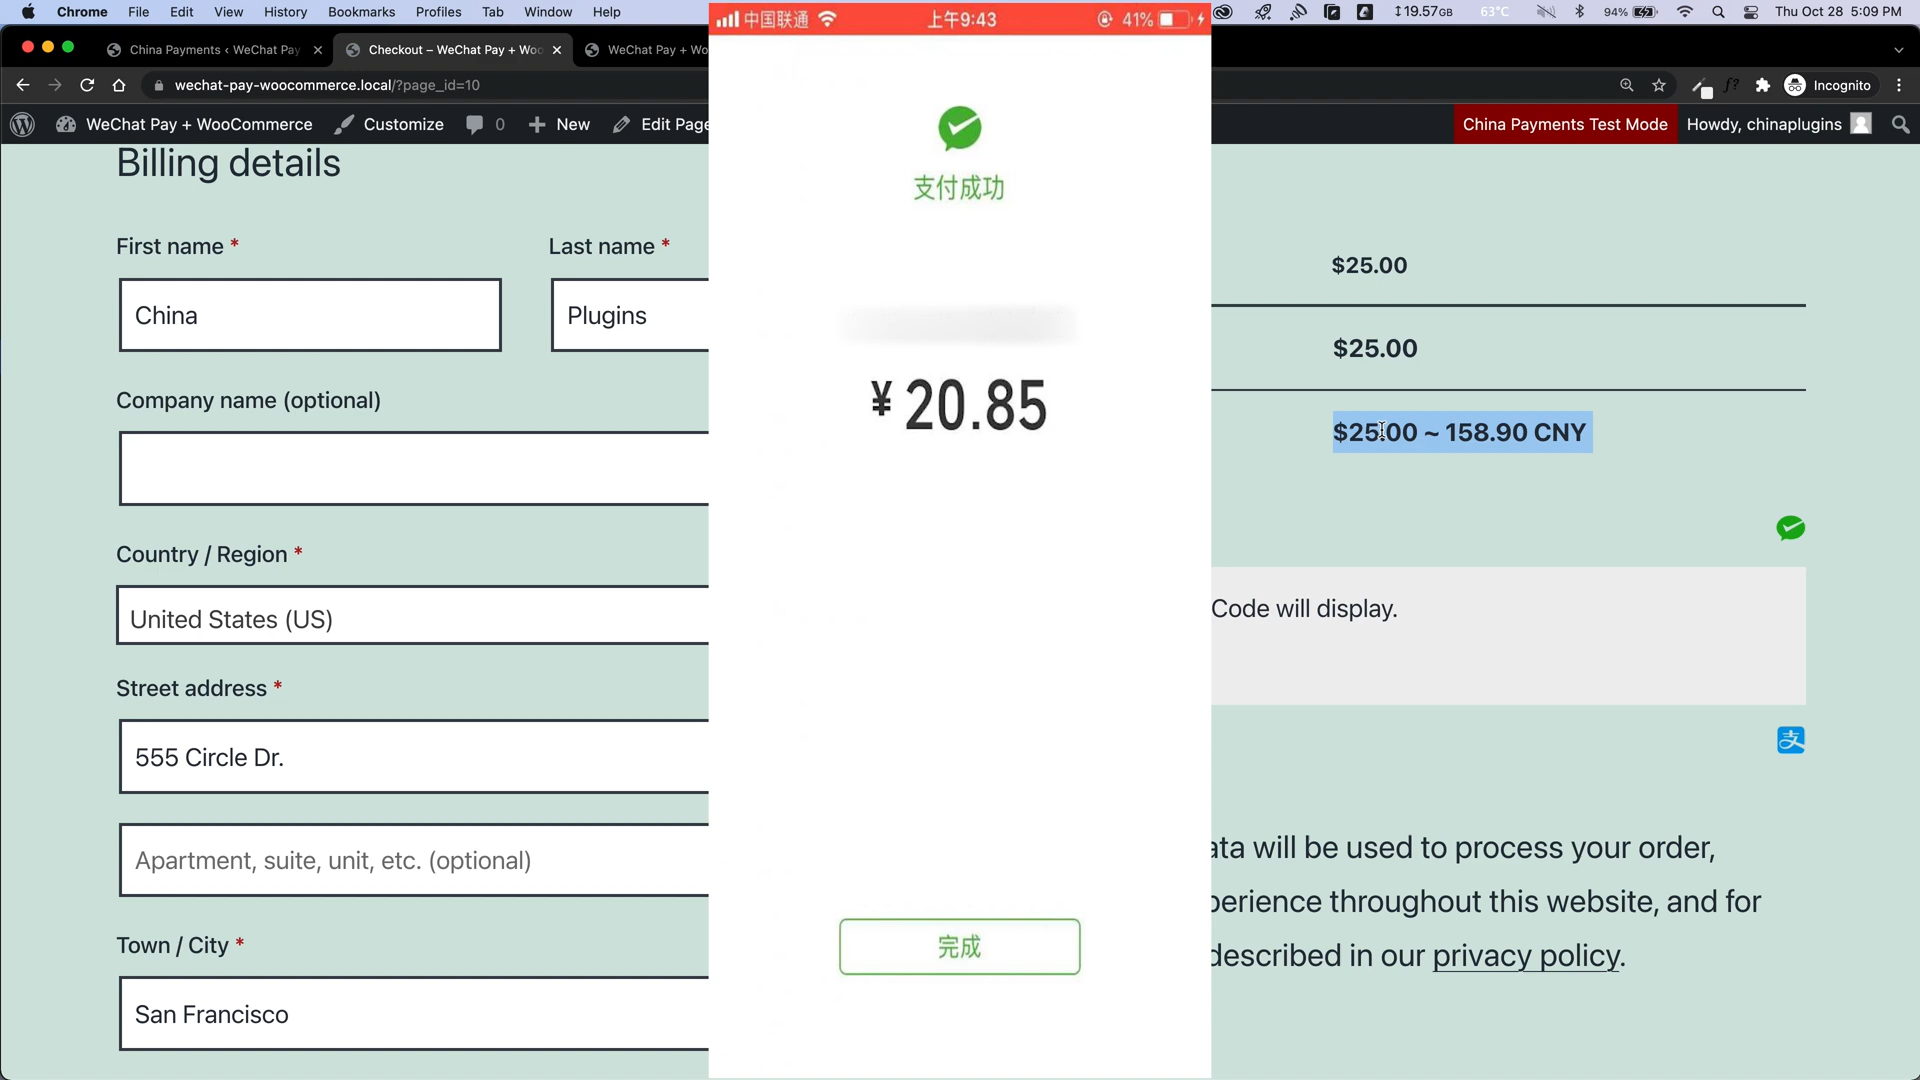 Chrome File Edit View History Bookmarks Profiles Tab Window Help
19.57GB 63°C 94% Thu Oct 28 5:09 PM
China Payments ‹ WeChat Pay
Checkout – WeChat Pay + Woo
WeChat Pay + Wo
wechat-pay-woocommerce.local/?page_id=10
f?
Incognito
WeChat Pay + WooCommerce Customize 0 New Edit Page
China Payments Test Mode Howdy, chinaplugins
Billing details
First name *
Last name *
China
Plugins
Company name (optional)
Country / Region *
United States (US)
Street address *
555 Circle Dr.
Apartment, suite, unit, etc. (optional)
Town / City *
San Francisco
中国联通 上午9:43 41%
支付成功
¥20.85
完成
$25.00
$25.00
$25.00 ~ 158.90 CNY
Code will display.
支
ata will be used to process your order,
perience throughout this website, and for
described in our privacy policy.